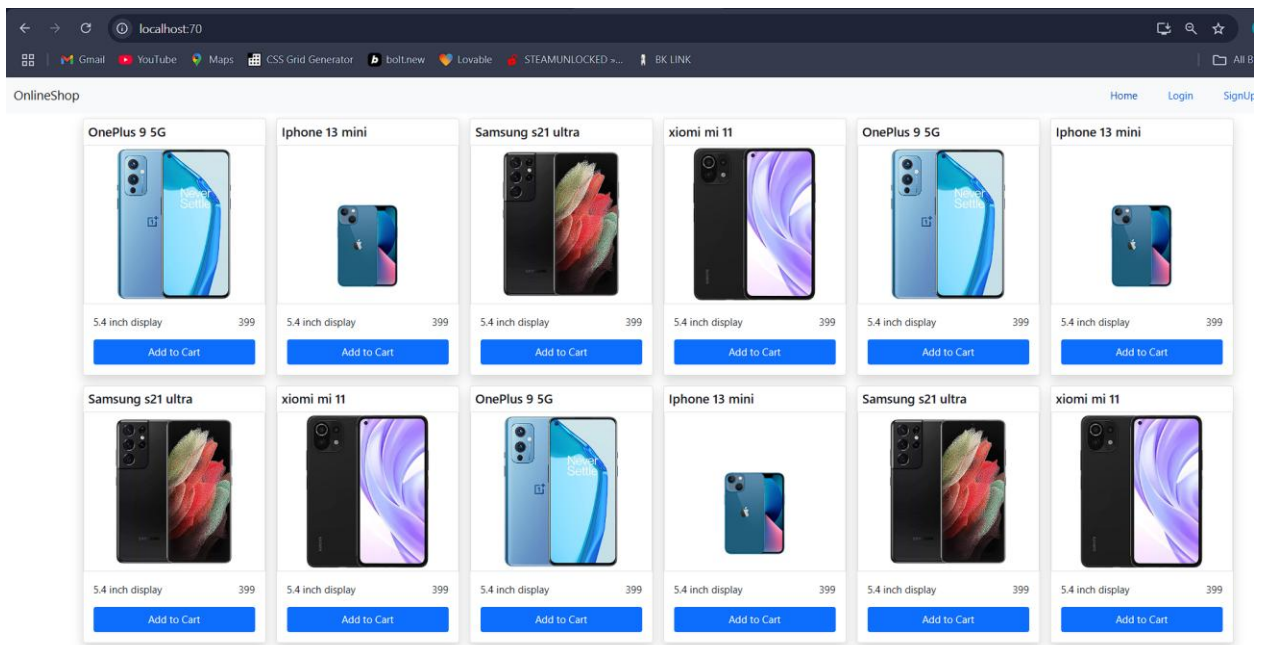 localhost:70
Gmail YouTube Maps CSS Grid Generator bolt.new Lovable STEAMUNLOCKED »... BK LINK All B
OnlineShop Home Login SignUp
OnePlus 9 5G Iphone 13 mini Samsung s21 ultra xiomi mi 11 OnePlus 9 5G Iphone 13 mini
Never Never
Settle Settle
5.4 inch display 399 5.4 inch display 399 5.4 inch display 399 5.4 inch display 399 5.4 inch display 399 5.4 inch display 399
Add to Cart Add to Cart Add to Cart Add to Cart Add to Cart Add to Cart
Samsung s21 ultra xiomi mi 11 OnePlus 9 5G Iphone 13 mini Samsung s21 ultra xiomi mi 11
Never
Settle
5.4 inch display 399 5.4 inch display 399 5.4 inch display 399 5.4 inch display 399 5.4 inch display 399 5.4 inch display 399
Add to Cart Add to Cart Add to Cart Add to Cart Add to Cart Add to Cart